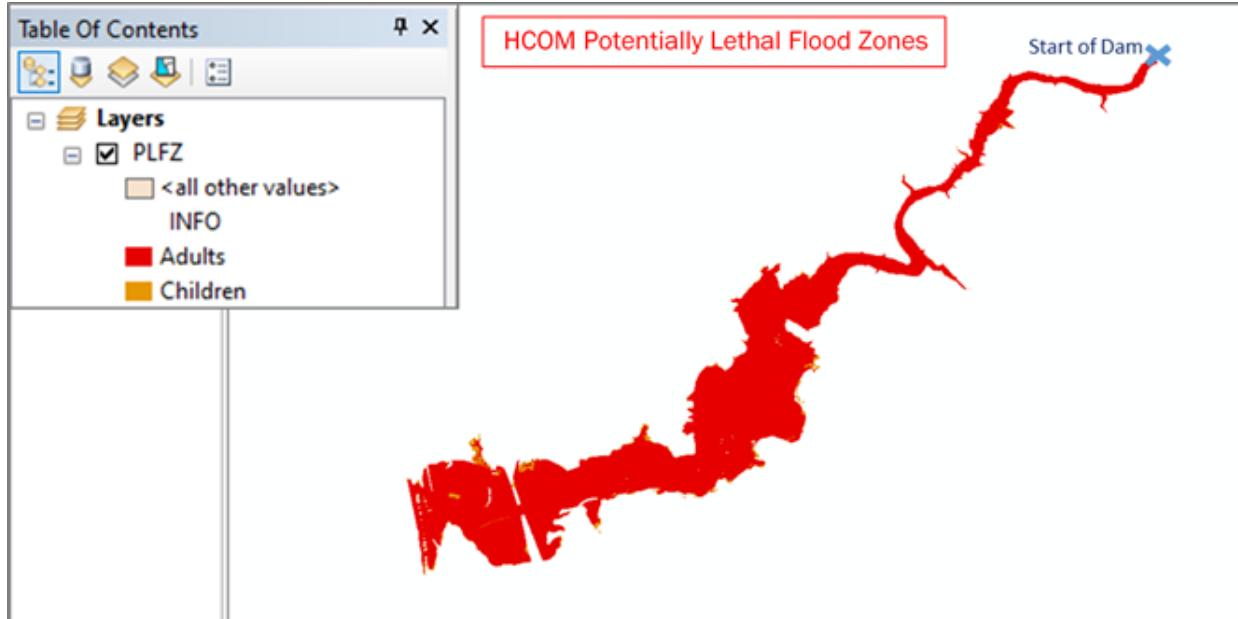 Table Of Contents
HCOM Potentially Lethal Flood Zones
Start of Dam
Layers
PLFZ
<all other values>
INFO
Adults
Children